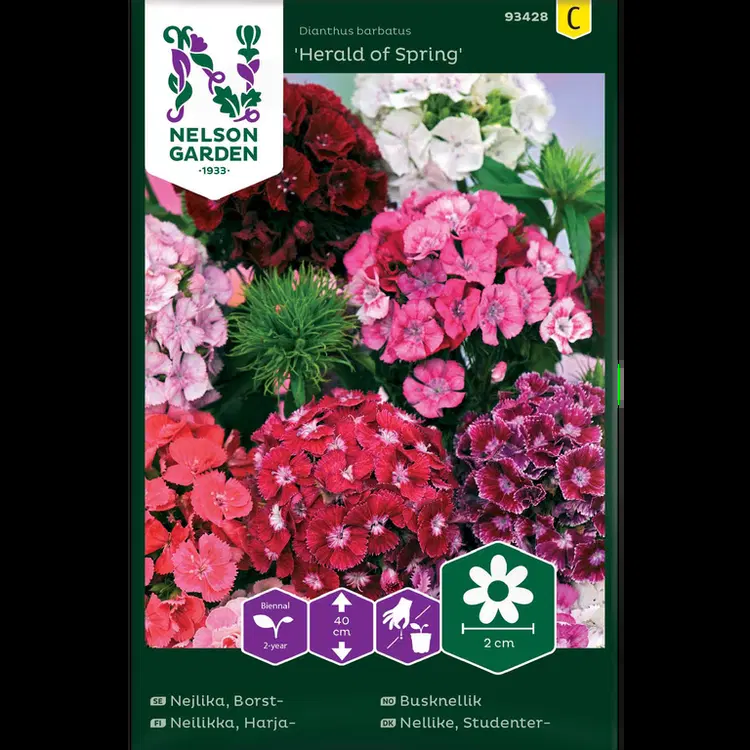 93428
C
Dianthus barbatus
'Herald of Spring'
NELSON
GARDEN
·1933·
Biennal
2-year
40
cm
2 cm
SE Nejlika, Borst-
NO Busknellik
FI Neilikka, Harja-
DK Nellike, Studenter-